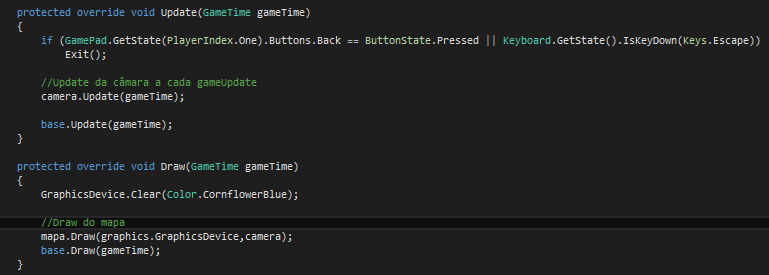 protected override void Update(GameTime gameTime)
{
if (GamePad.GetState(PlayerIndex.One).Buttons.Back == ButtonState.Pressed || Keyboard.GetState().IsKeyDown(Keys.Escape))
Exit();
//Update da câmara a cada gameUpdate
camera.Update(gameTime);
base.Update(gameTime);
}
protected override void Draw(GameTime gameTime)
{
GraphicsDevice.Clear(Color.CornflowerBlue);
//Draw do mapa
mapa.Draw(graphics.GraphicsDevice,camera);
base.Draw(gameTime);
}